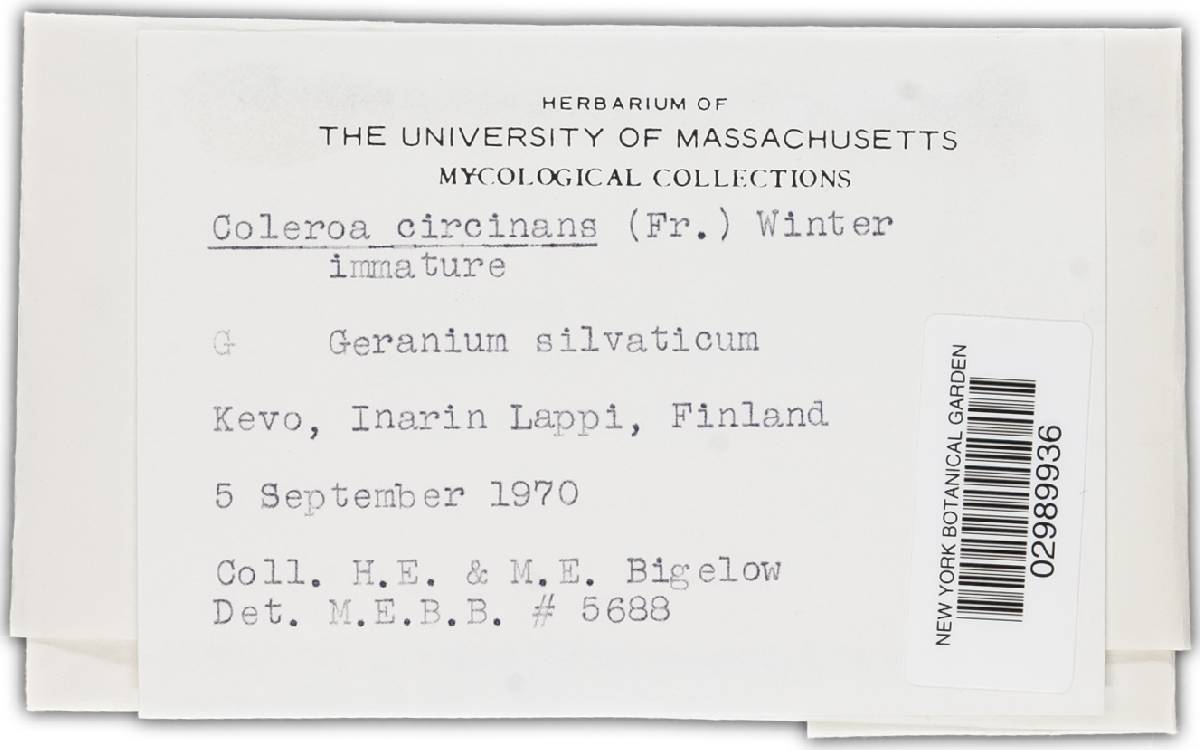 HERBARIUM OF
THE UNIVERSITY OF MASSACHUSETTS
MYCOLOGICAL COLLECTIONS
Coleroa circinans (Fr.) Winter
immature
G Geranium silvaticum
Kevo, Inarin Lappi, Finland
5 September 1970
Coll. H.E. & M.E. Bigelow
Det. M.E.B.B. # 5688
NEW YORK BOTANICAL GARDEN
02989936